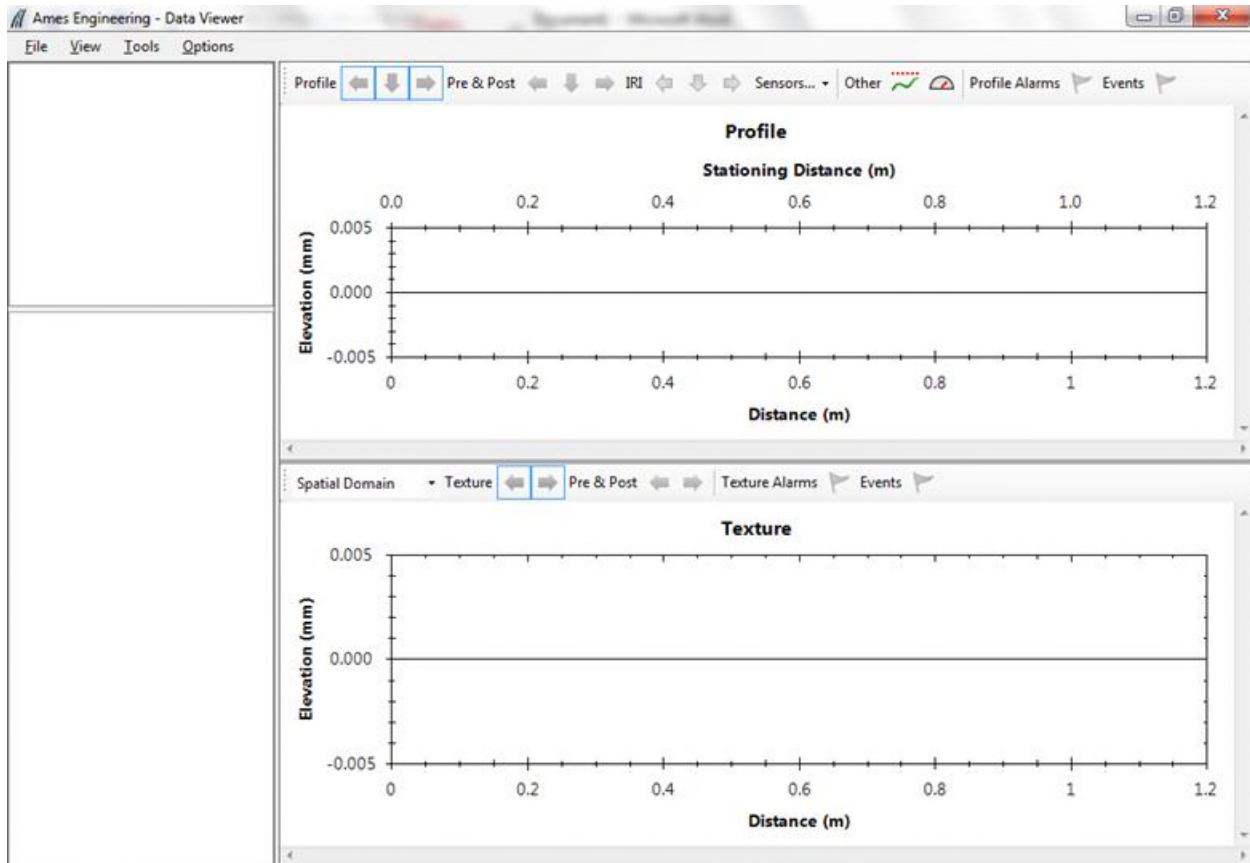 Ames Engineering - Data Viewer
File View Tools Options
Profile Pre & Post IRI Sensors... Other Profile Alarms Events
Profile
Stationing Distance (m)
0.0 0.2 0.4 0.6 0.8 1.0 1.2
Elevation (mm)
0.005
0.000
-0.005
0 0.2 0.4 0.6 0.8 1 1.2
Distance (m)
Spatial Domain Texture Pre & Post Texture Alarms Events
Texture
Elevation (mm)
0.005
0.000
-0.005
0 0.2 0.4 0.6 0.8 1 1.2
Distance (m)